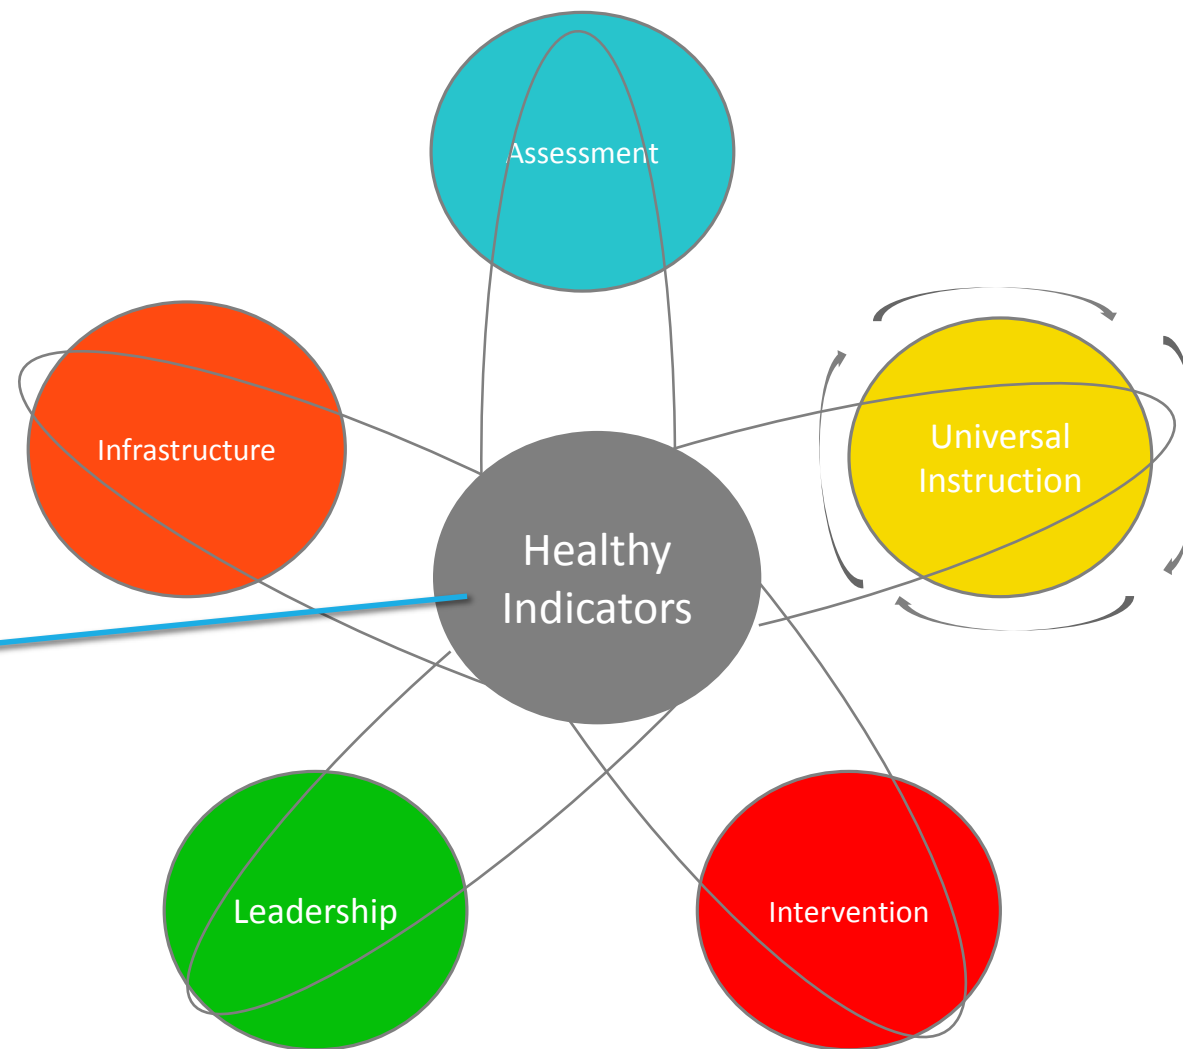 Assessment
Infrastructure
Universal
Instruction
Healthy
Indicators
Leadership
Intervention